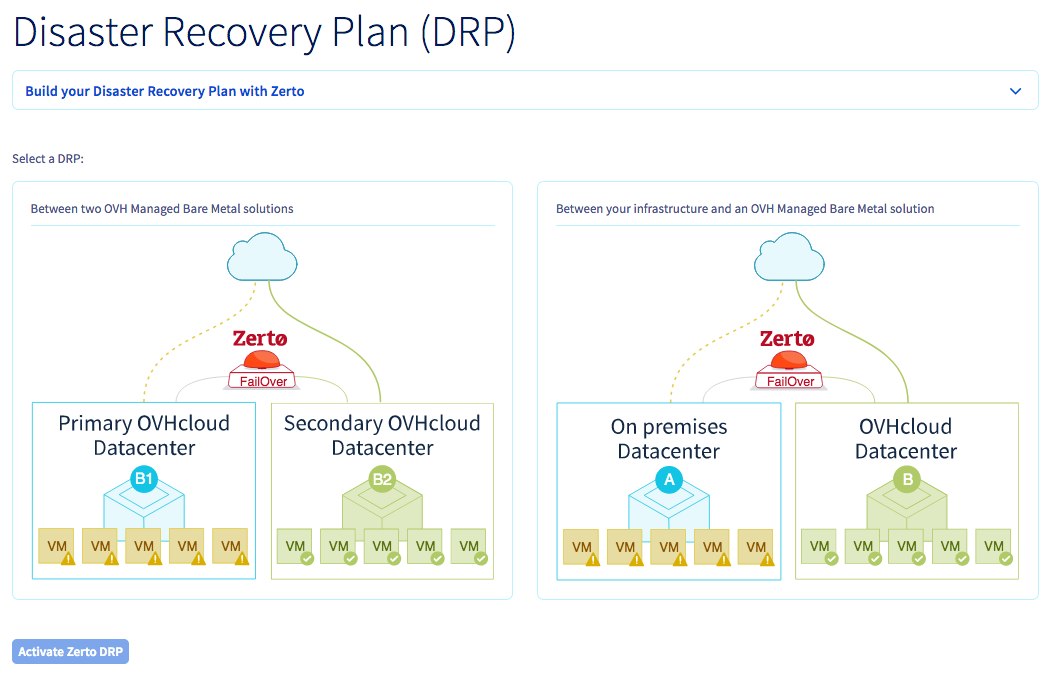 Disaster Recovery Plan (DRP)
Build your Disaster Recovery Plan with Zerto
Select a DRP:
Between two OVH Managed Bare Metal solutions
Zertø
FailOver
Primary OVHcloud
Datacenter
B1
VM VM VM VM VM
Secondary OVHcloud
Datacenter
B2
VM VM VM VM VM
Between your infrastructure and an OVH Managed Bare Metal solution
Zertø
FailOver
On premises
Datacenter
A
VM VM VM VM VM
OVHcloud
Datacenter
B
VM VM VM VM VM
Activate Zerto DRP